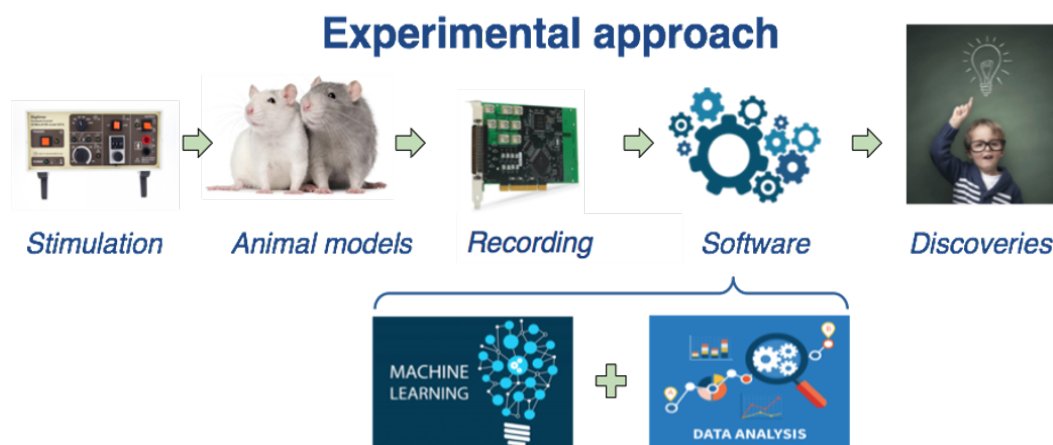 Experimental approach
Stimulation
Animal models
Recording
Software
Discoveries
MACHINE
LEARNING
DATA ANALYSIS